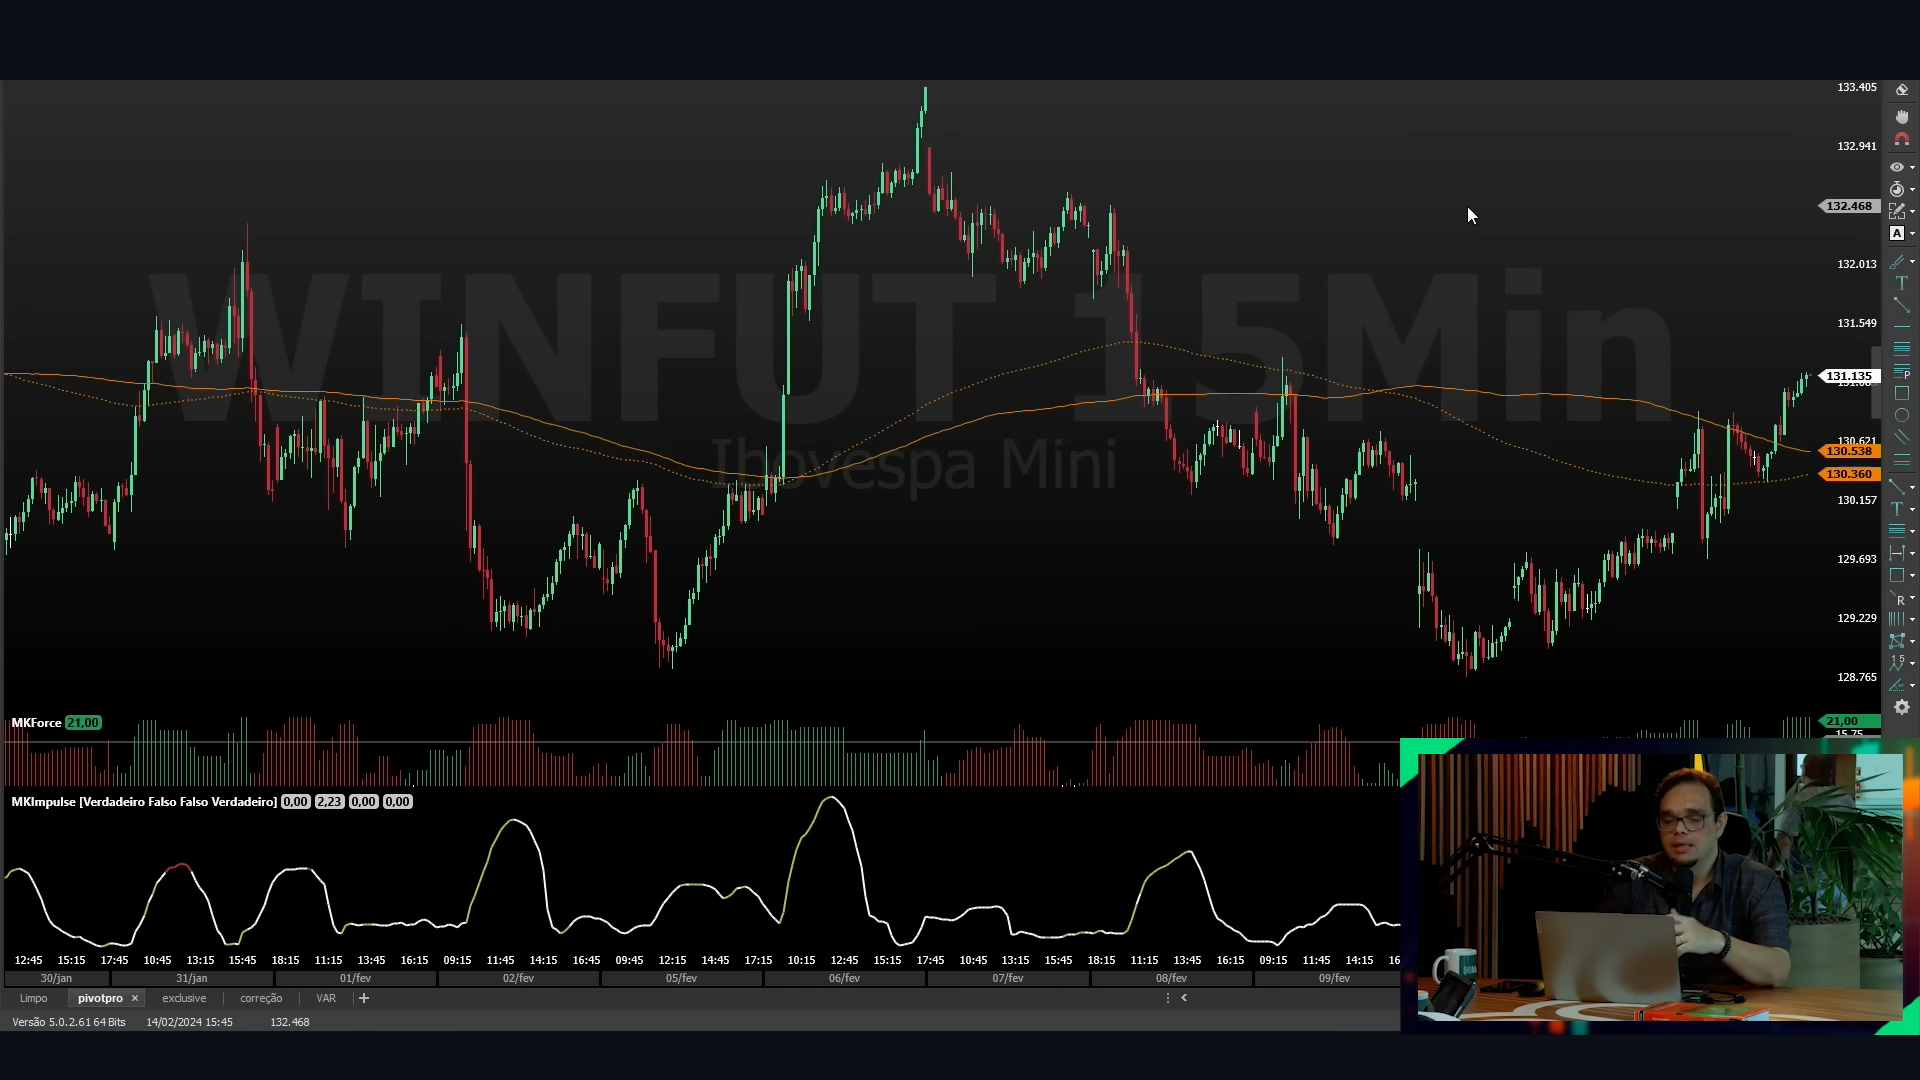 WINFUT 15Min
Ibovespa Mini
133.405
132.941
132.468
132.013
131.549
131.135
130.621
130.538
130.360
130.157
129.693
129.229
128.765
A
T
P
T
R
1 5
MKForce 21,00
21,00
15,75
MKImpulse [Verdadeiro Falso Falso Verdadeiro] 0,00 2,23 0,00 0,00
12:45 15:15 17:45 10:45 13:15 15:45 18:15 11:15 13:45 16:15 09:15 11:45 14:15 16:45 09:45 12:15 14:45 17:15 10:15 12:45 15:15 17:45 10:45 13:15 15:45 18:15 11:15 13:45 16:15 09:15 11:45 14:15 16
30/jan 31/jan 01/fev 02/fev 05/fev 06/fev 07/fev 08/fev 09/fev
Limpo pivotpro × exclusive correção VAR +
Versão 5.0.2.61 64 Bits 14/02/2024 15:45 132.468